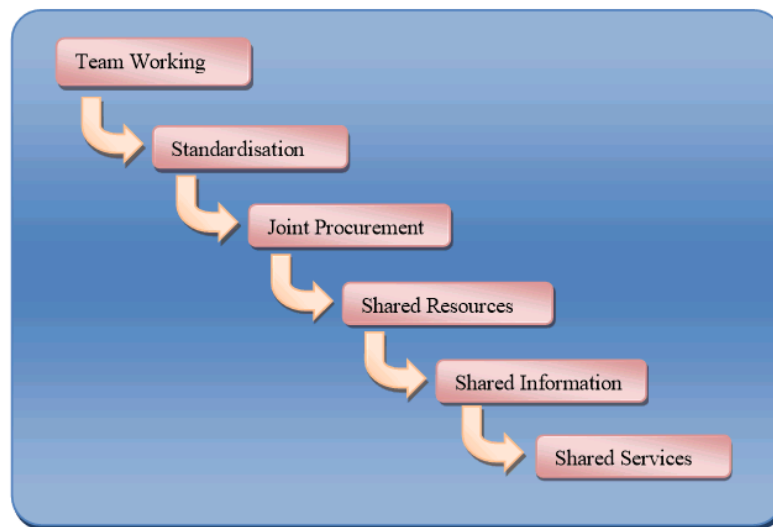 Team Working
Standardisation
Joint Procurement
Shared Resources
Shared Information
Shared Services